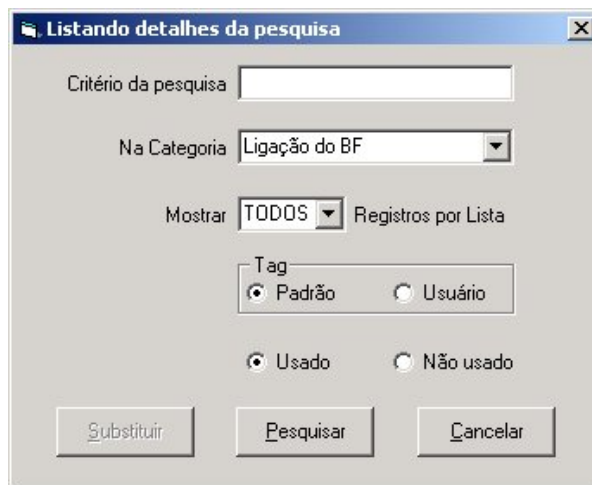 Listando detalhes da pesquisa
Critério da pesquisa
Na Categoria Ligação do BF
Mostrar TODOS Registros por Lista
Tag
Padrão Usuário
Usado Não usado
Substituir Pesquisar Cancelar